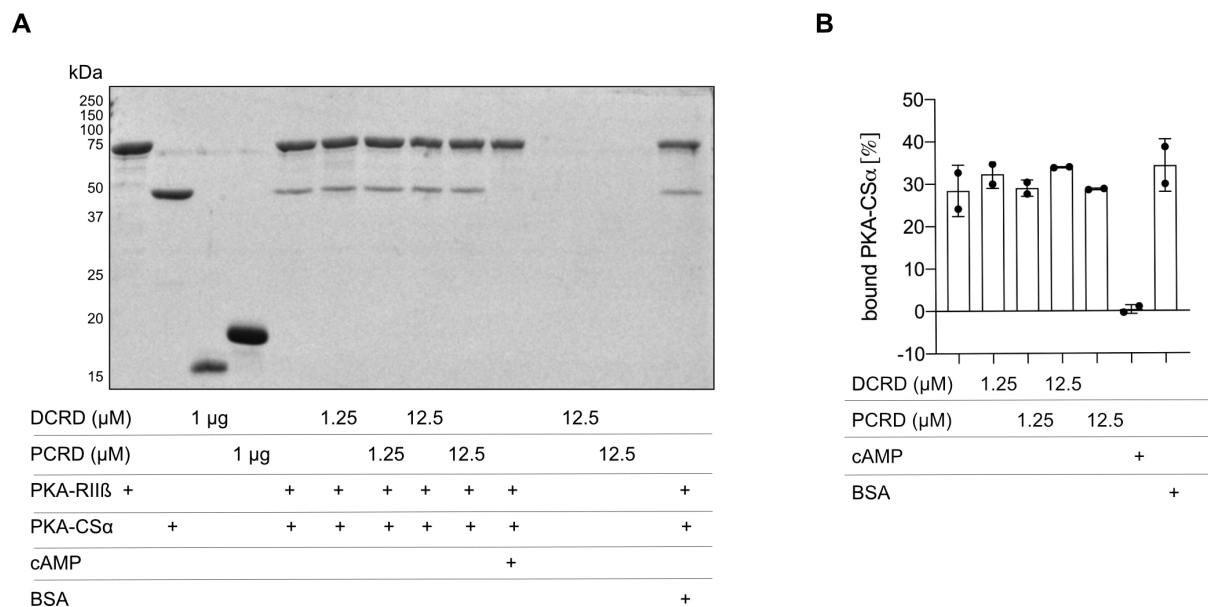 A
kDa
250
150
100
75
50
37
25
20
15
DCRD (μM) 1 μg 1.25 12.5 12.5
PCRD (μM) 1 μg 1.25 12.5 12.5
PKA-RIIß + + + + + + + +
PKA-CSα + + + + + + + +
cAMP +
BSA +
B
bound PKA-CSα [%]
50
40
30
20
10
0
-10
DCRD (μM) 1.25 12.5
PCRD (μM) 1.25 12.5
cAMP +
BSA +